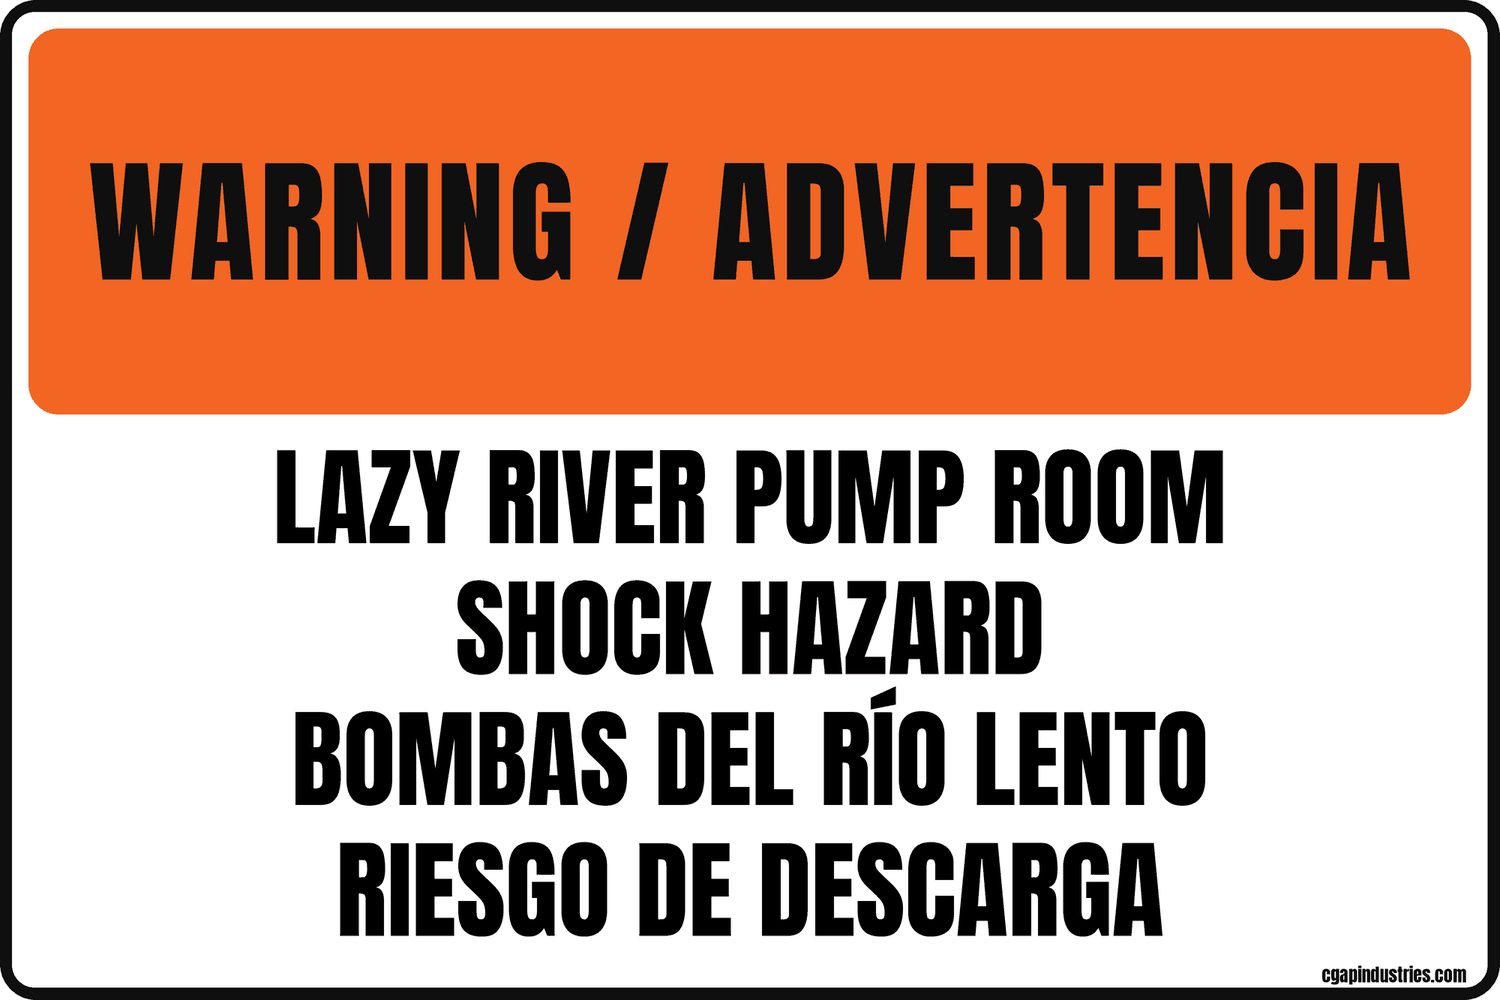 WARNING / ADVERTENCIA
LAZY RIVER PUMP ROOM
SHOCK HAZARD
BOMBAS DEL RÍO LENTO
RIESGO DE DESCARGA
cgapindustries.com